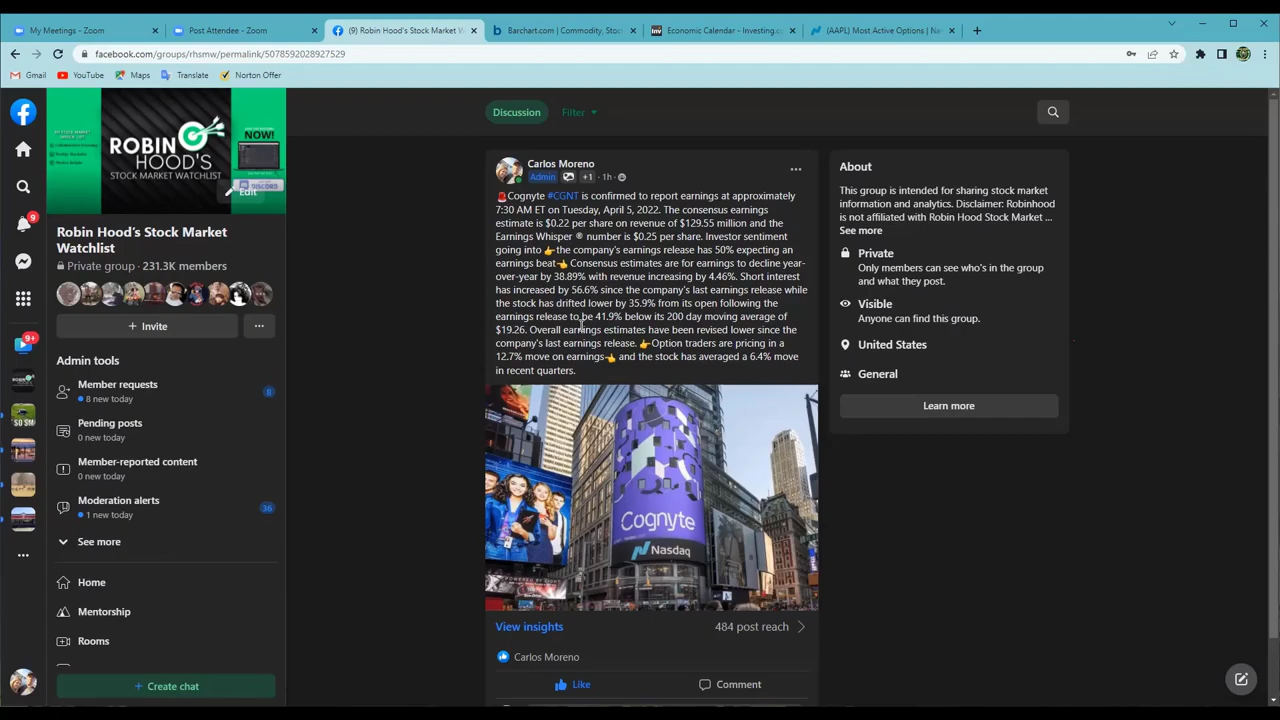 My Meetings - Zoom
Post Attendee - Zoom
(9) Robin Hood's Stock Market W
Barchart.com | Commodity, Stoc
Economic Calendar - Investing.c
(AAPL) Most Active Options | Na
facebook.com/groups/rhsmw/permalink/5078592028927529
Gmail
YouTube
Maps
Translate
Norton Offer
ROBIN
HOOD'S
STOCK MARKET WATCHLIST
NOW!
DISCORD
Edit
Robin Hood's Stock Market
Watchlist
Private group · 231.3K members
+ Invite
Admin tools
Member requests
8 new today
8
Pending posts
0 new today
Member-reported content
0 new today
Moderation alerts
1 new today
36
See more
Home
Mentorship
Rooms
+ Create chat
9
9+
Discussion
Filter
Carlos Moreno
Admin +1 · 1h ·
🚨Cognyte #CGNT is confirmed to report earnings at approximately
7:30 AM ET on Tuesday, April 5, 2022. The consensus earnings
estimate is $0.22 per share on revenue of $129.55 million and the
Earnings Whisper ® number is $0.25 per share. Investor sentiment
going into 👉the company's earnings release has 50% expecting an
earnings beat👈 Consensus estimates are for earnings to decline year-
over-year by 38.89% with revenue increasing by 4.46%. Short interest
has increased by 56.6% since the company's last earnings release while
the stock has drifted lower by 35.9% from its open following the
earnings release to be 41.9% below its 200 day moving average of
$19.26. Overall earnings estimates have been revised lower since the
company's last earnings release. 👉Option traders are pricing in a
12.7% move on earnings👈 and the stock has averaged a 6.4% move
in recent quarters.
Cognyte
Nasdaq
View insights
484 post reach
Carlos Moreno
Like
Comment
About
This group is intended for sharing stock market
information and analytics. Disclaimer: Robinhood
is not affiliated with Robin Hood Stock Market ...
See more
Private
Only members can see who's in the group
and what they post.
Visible
Anyone can find this group.
United States
General
Learn more